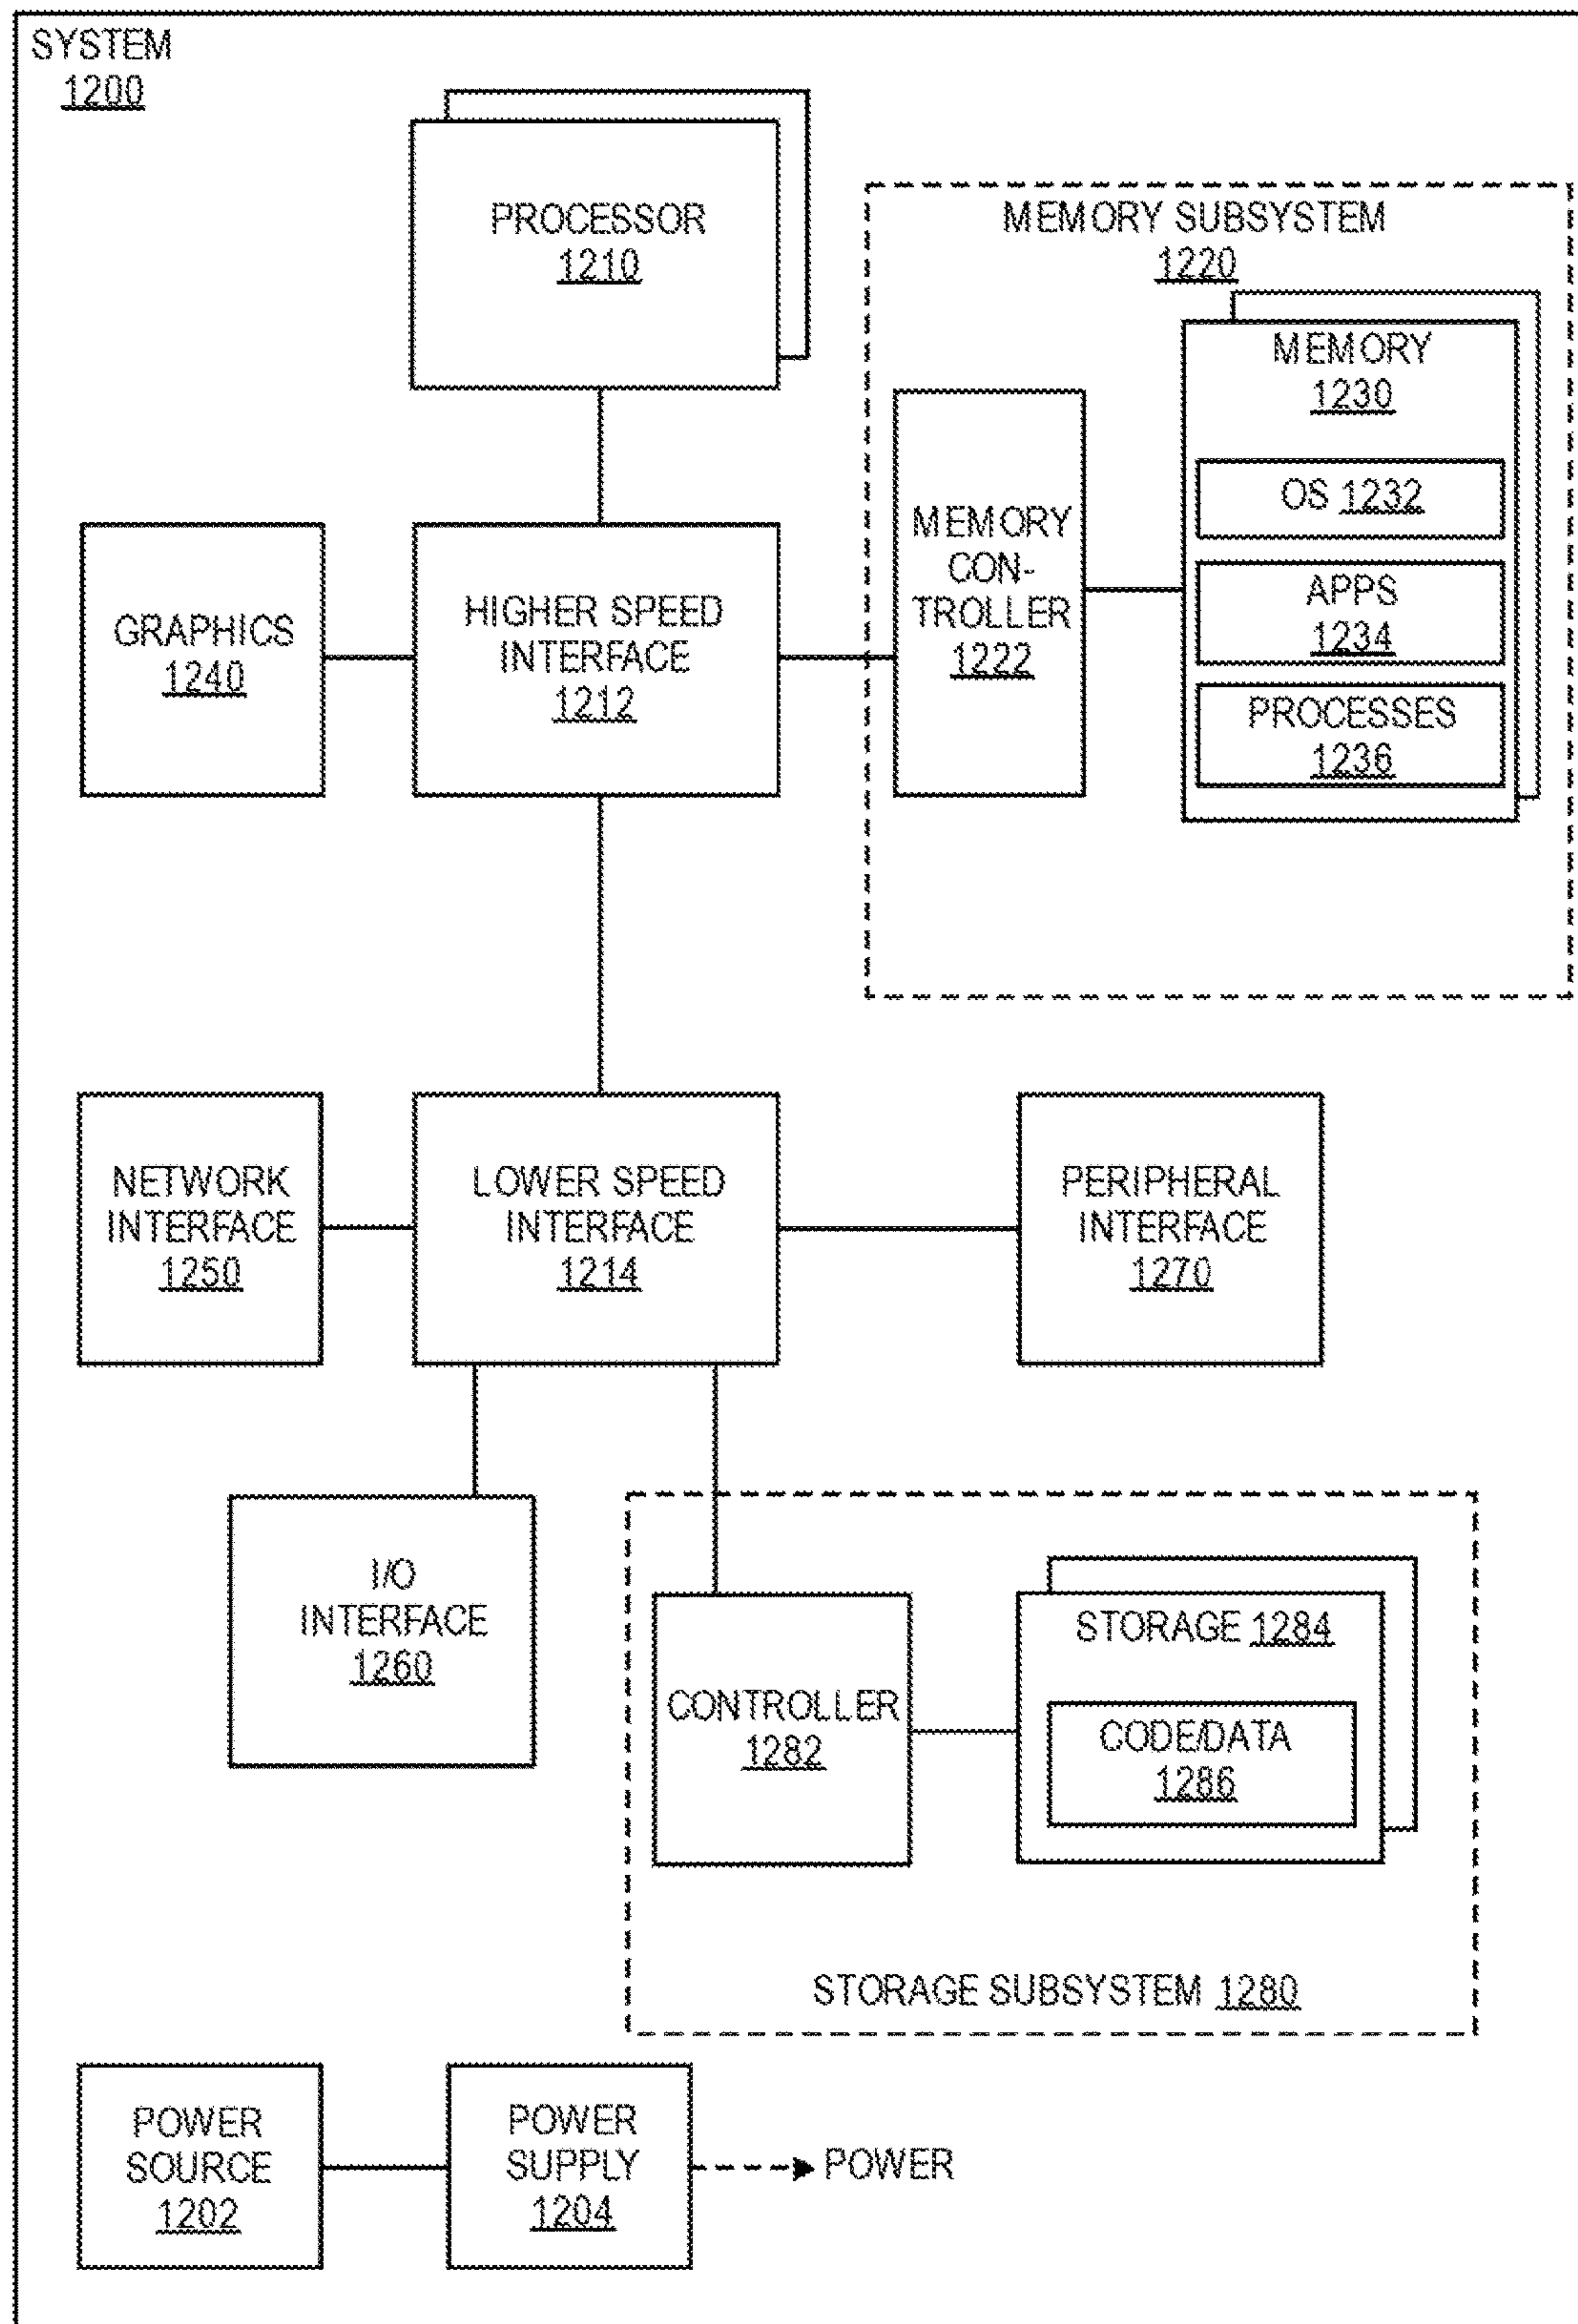 SYSTEM
1200
PROCESSOR
1210
MEMORY SUBSYSTEM
1220
MEMORY
1230
OS 1232
APPS
1234
PROCESSES
1236
MEMORY
CON-
TROLLER
1222
GRAPHICS
1240
HIGHER SPEED
INTERFACE
1212
NETWORK
INTERFACE
1250
LOWER SPEED
INTERFACE
1214
PERIPHERAL
INTERFACE
1270
I/O
INTERFACE
1260
CONTROLLER
1282
STORAGE 1284
CODE/DATA
1286
STORAGE SUBSYSTEM 1280
POWER
SOURCE
1202
POWER
SUPPLY
1204
POWER